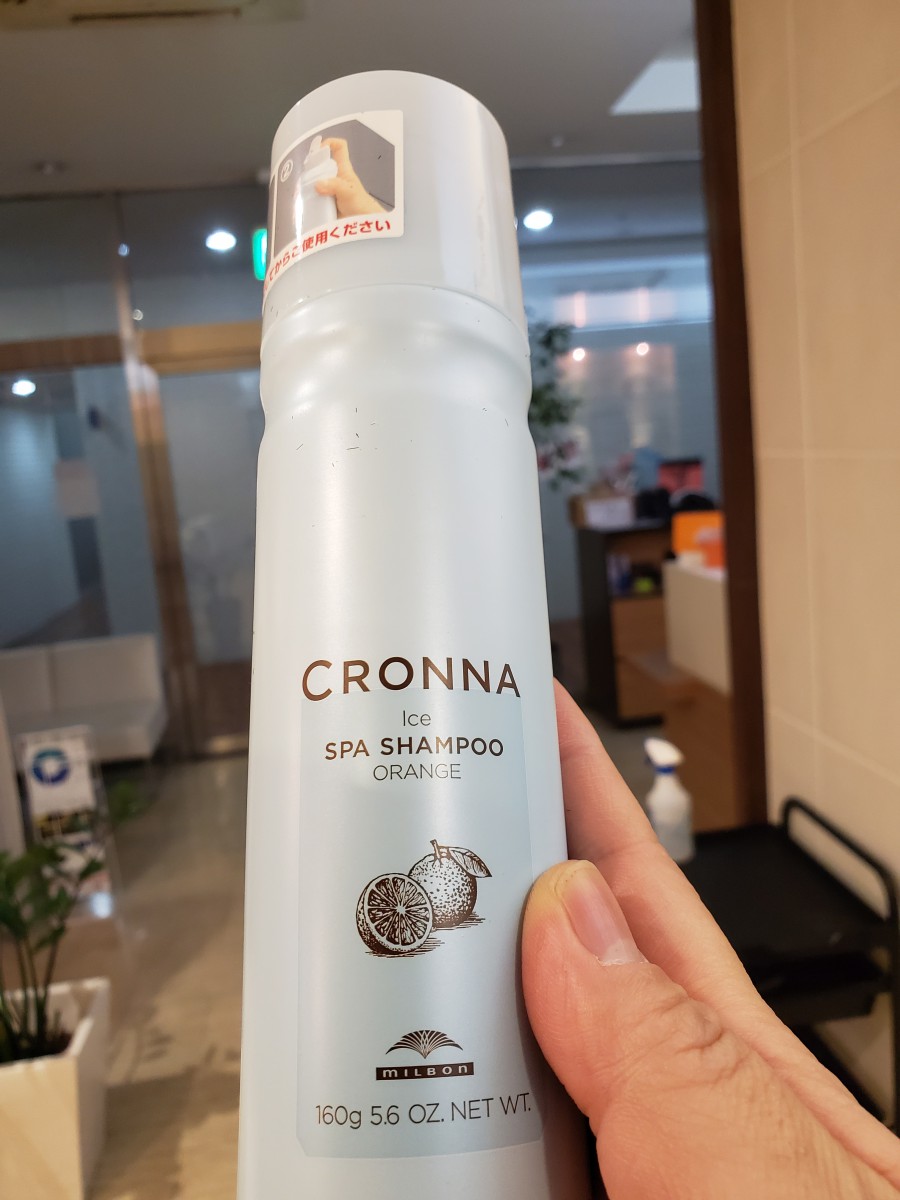 ②
てからご使用ください
CRONNA
Ice
SPA SHAMPOO
ORANGE
MILBON
160g 5.6 OZ. NET WT.